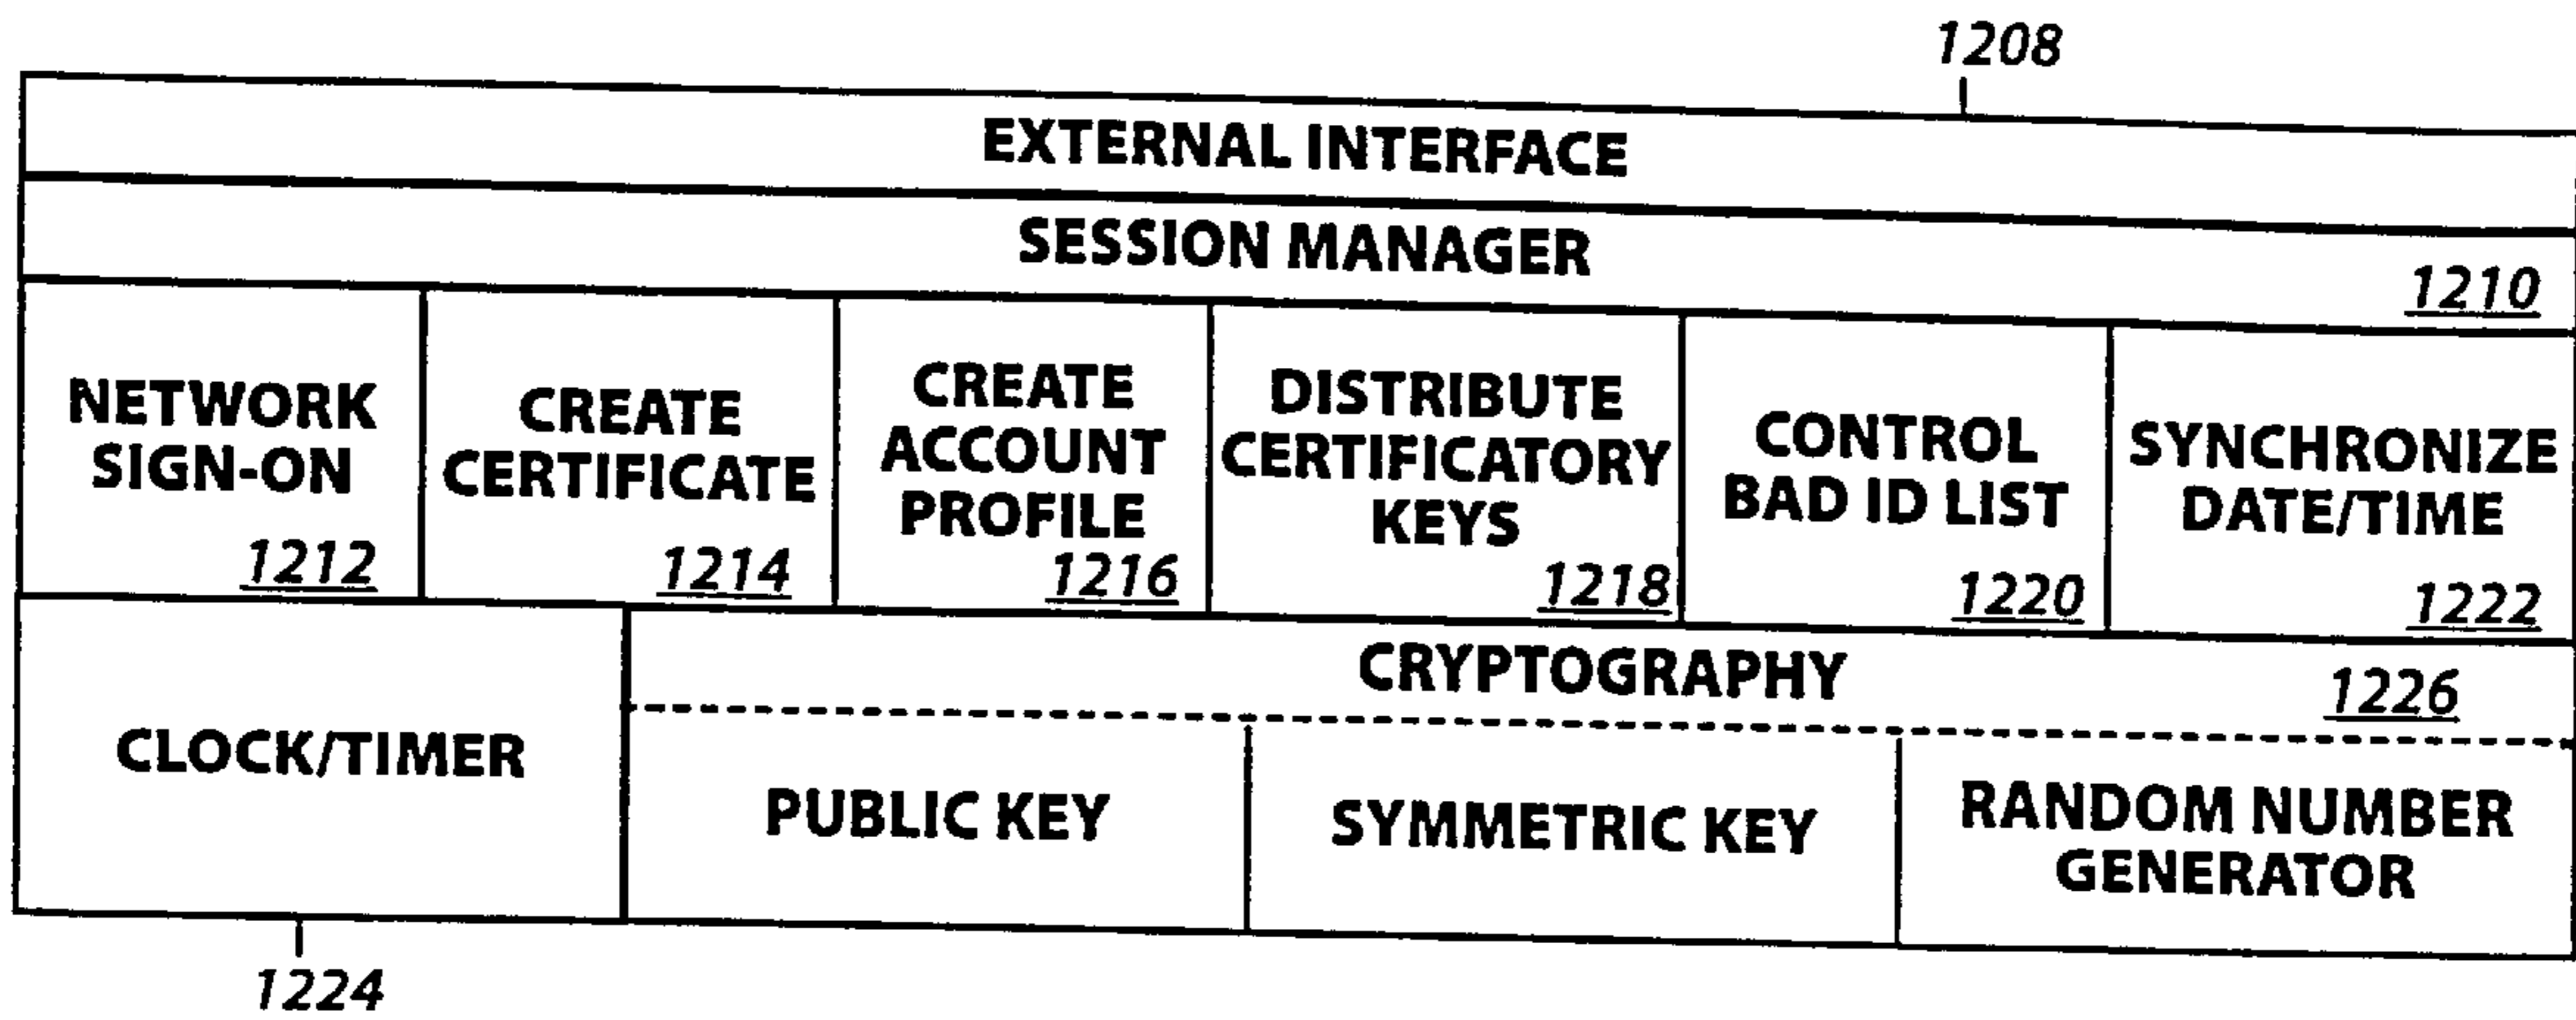 1208
EXTERNAL INTERFACE
SESSION MANAGER
1210
NETWORK
SIGN-ON
1212
CREATE
CERTIFICATE
1214
CREATE
ACCOUNT
PROFILE
1216
DISTRIBUTE
CERTIFICATORY
KEYS
1218
CONTROL
BAD ID LIST
1220
SYNCHRONIZE
DATE/TIME
1222
CLOCK/TIMER
1224
CRYPTOGRAPHY
1226
PUBLIC KEY
SYMMETRIC KEY
RANDOM NUMBER
GENERATOR